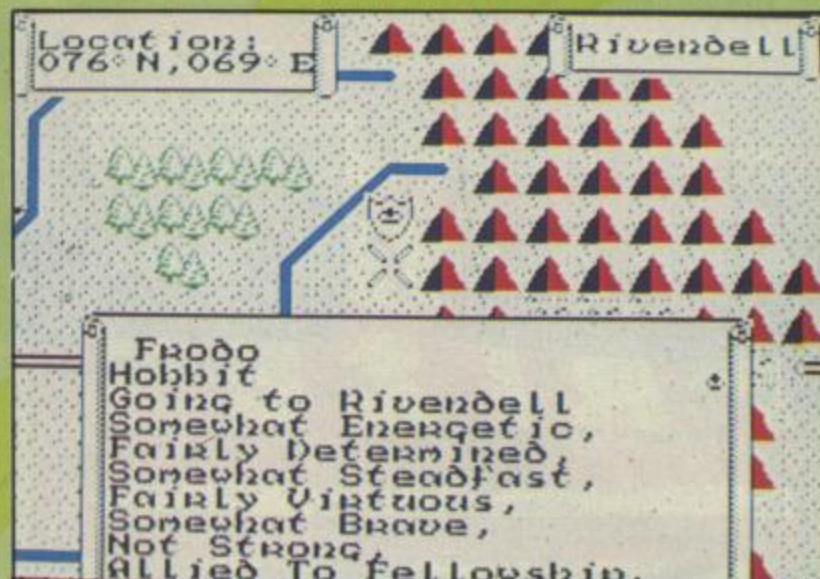 Location:
076° N, 069° E
Rivendell
Frodo
Hobbit
Going to Rivendell
Somewhat Energetic,
Fairly Determined,
Somewhat Steadfast,
Fairly Virtuous,
Somewhat Brave,
Not Strong,
Allied To Fellowship.